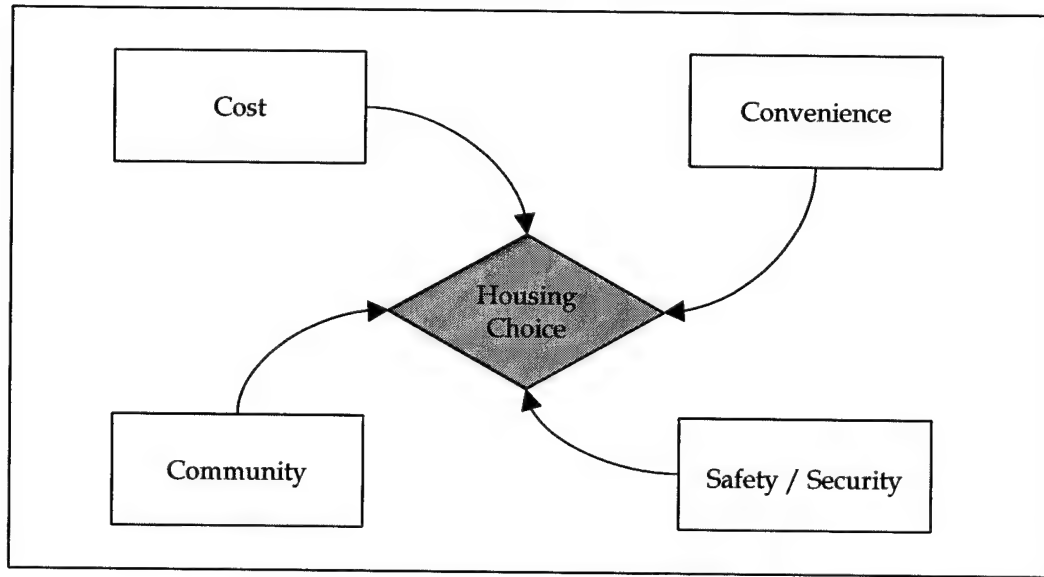 Cost
Convenience
Housing
Choice
Community
Safety / Security